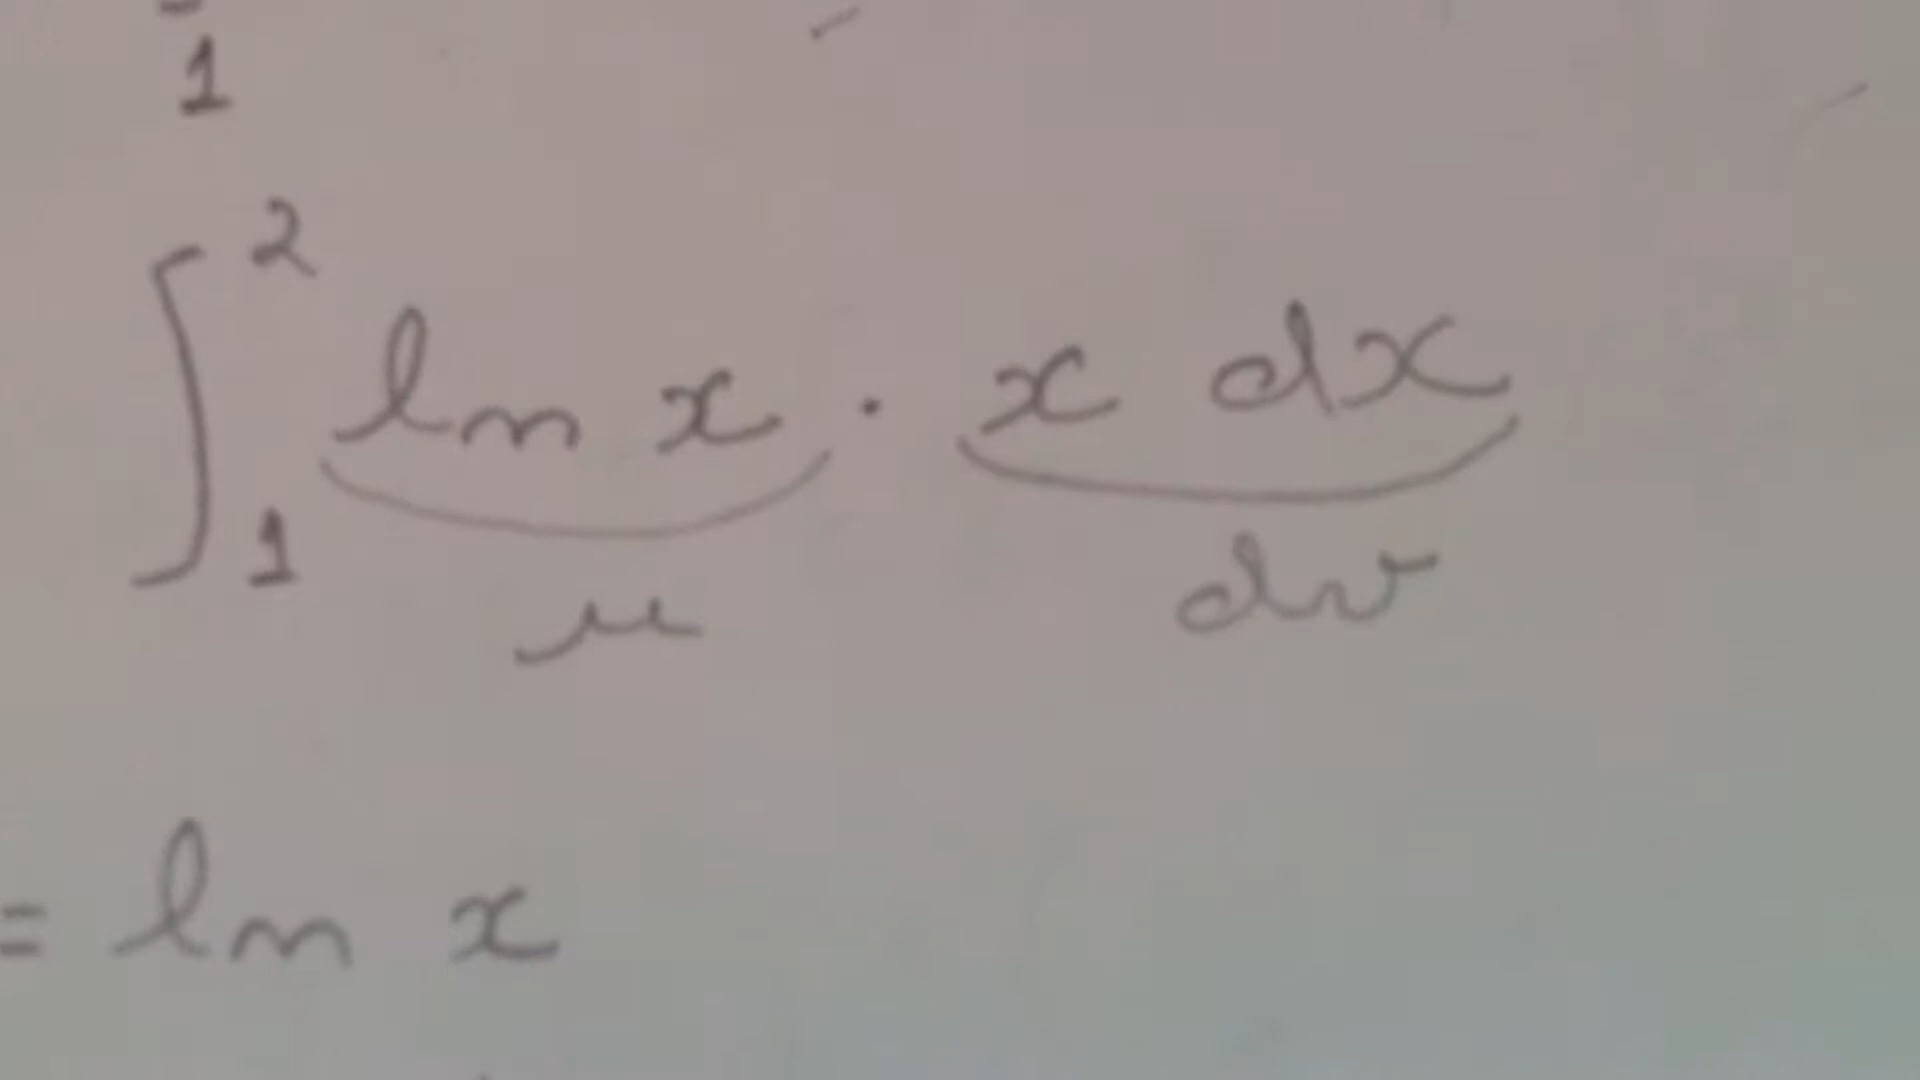 1
∫₁² ln x · x dx
u dv
= ln x